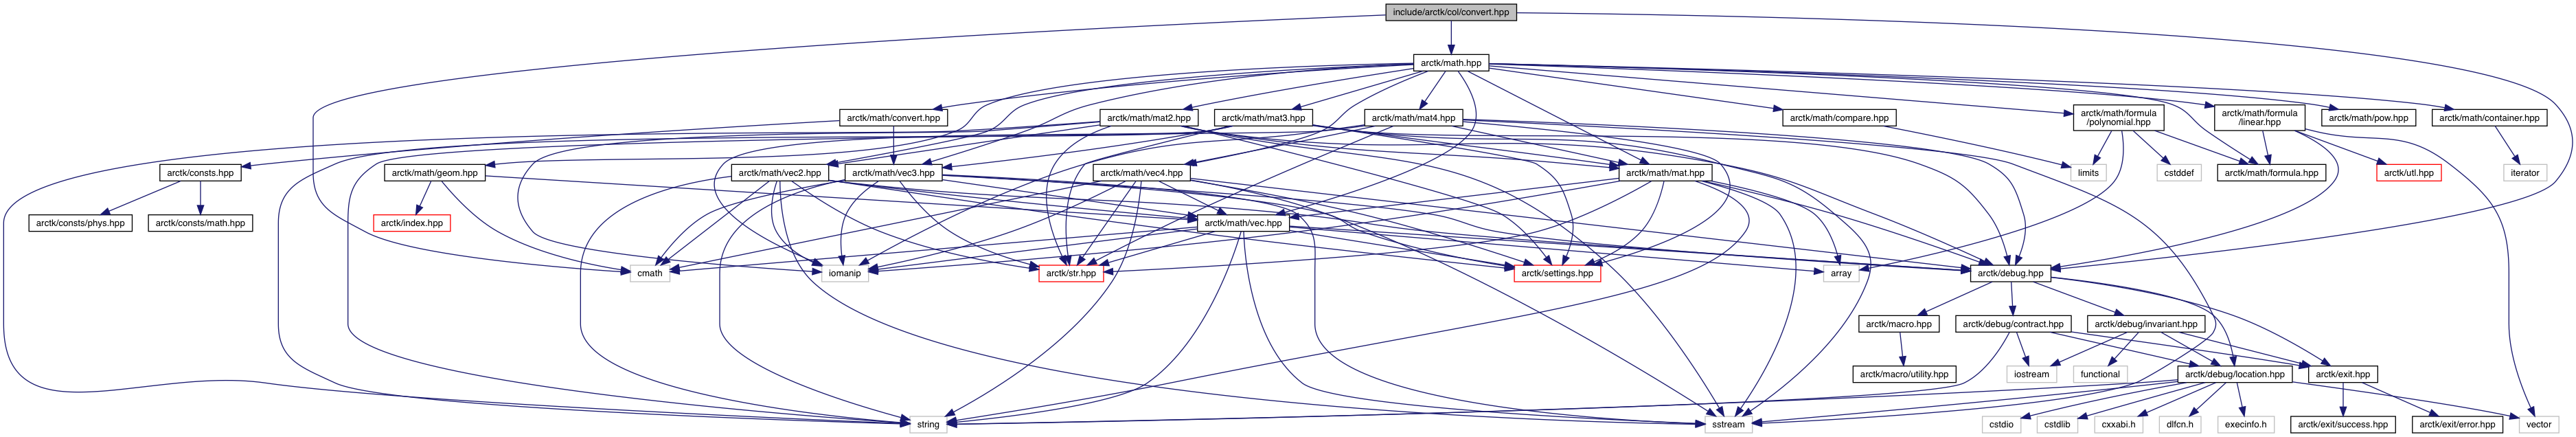 include/arctk/col/convert.hpp
arctk/math.hpp
arctk/math/convert.hpp
arctk/math/mat2.hpp
arctk/math/mat3.hpp
arctk/math/mat4.hpp
arctk/math/compare.hpp
arctk/math/formula
/polynomial.hpp
arctk/math/formula
/linear.hpp
arctk/math/pow.hpp
arctk/math/container.hpp
arctk/consts.hpp
arctk/math/geom.hpp
arctk/math/vec2.hpp
arctk/math/vec3.hpp
arctk/math/vec4.hpp
arctk/math/mat.hpp
limits
cstddef
arctk/math/formula.hpp
arctk/utl.hpp
iterator
arctk/consts/phys.hpp
arctk/consts/math.hpp
arctk/index.hpp
arctk/math/vec.hpp
cmath
iomanip
arctk/str.hpp
arctk/settings.hpp
array
arctk/debug.hpp
arctk/macro.hpp
arctk/debug/contract.hpp
arctk/debug/invariant.hpp
arctk/macro/utility.hpp
iostream
functional
arctk/debug/location.hpp
arctk/exit.hpp
string
sstream
cstdio
cstdlib
cxxabi.h
dlfcn.h
execinfo.h
arctk/exit/success.hpp
arctk/exit/error.hpp
vector